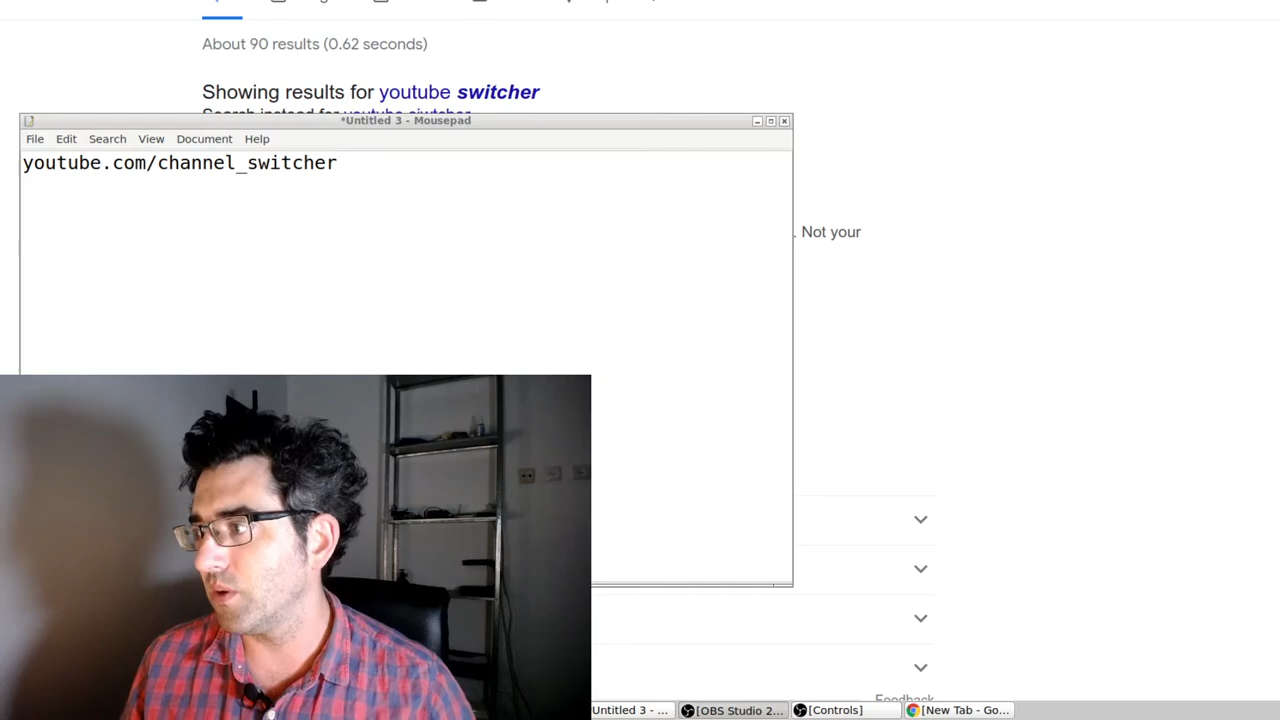 About 90 results (0.62 seconds)
Showing results for youtube switcher
*Untitled 3 - Mousepad
File Edit Search View Document Help
youtube.com/channel_switcher
. Not your
Feedback
Untitled 3 - ... [OBS Studio 2... [Controls] [New Tab - Go...